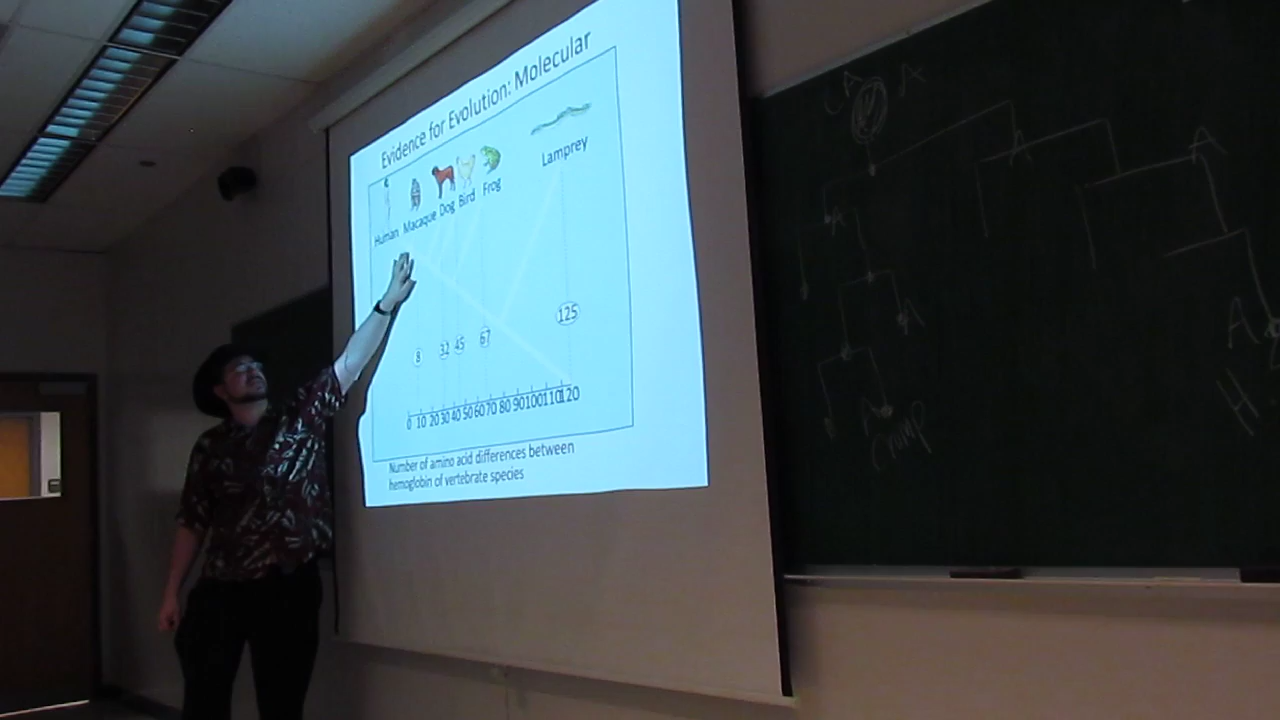 Evidence for Evolution: Molecular
Human Macaque Dog Bird Frog Lamprey
8 32 45 67 125
0 10 20 30 40 50 60 70 80 90 100 110 120
Number of amino acid differences between
hemoglobin of vertebrate species
A
A
A
A
A
A
A
H